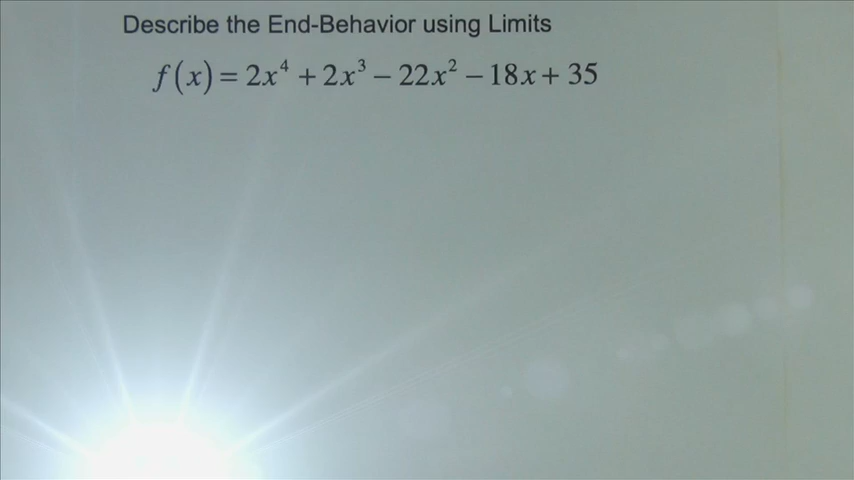 Describe the End-Behavior using Limits
f(x) = 2x⁴ + 2x³ – 22x² – 18x + 35